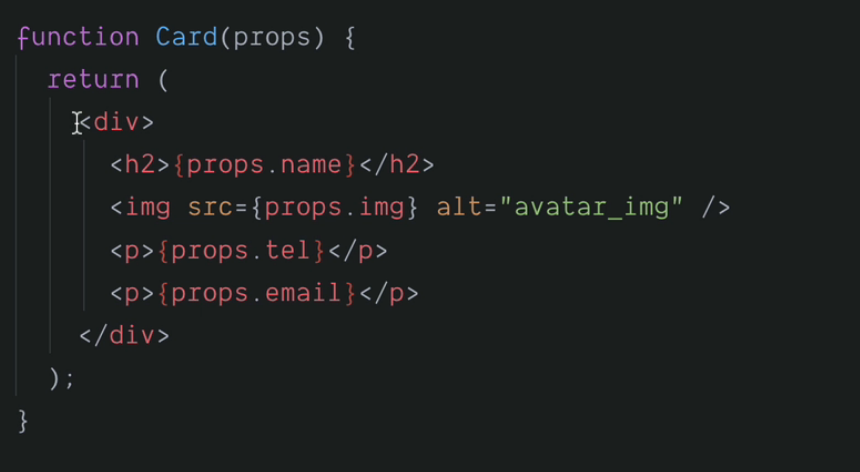 function Card(props) {
  return (
    <div>
      <h2>{props.name}</h2>
      <img src={props.img} alt="avatar_img" />
      <p>{props.tel}</p>
      <p>{props.email}</p>
    </div>
  );
}